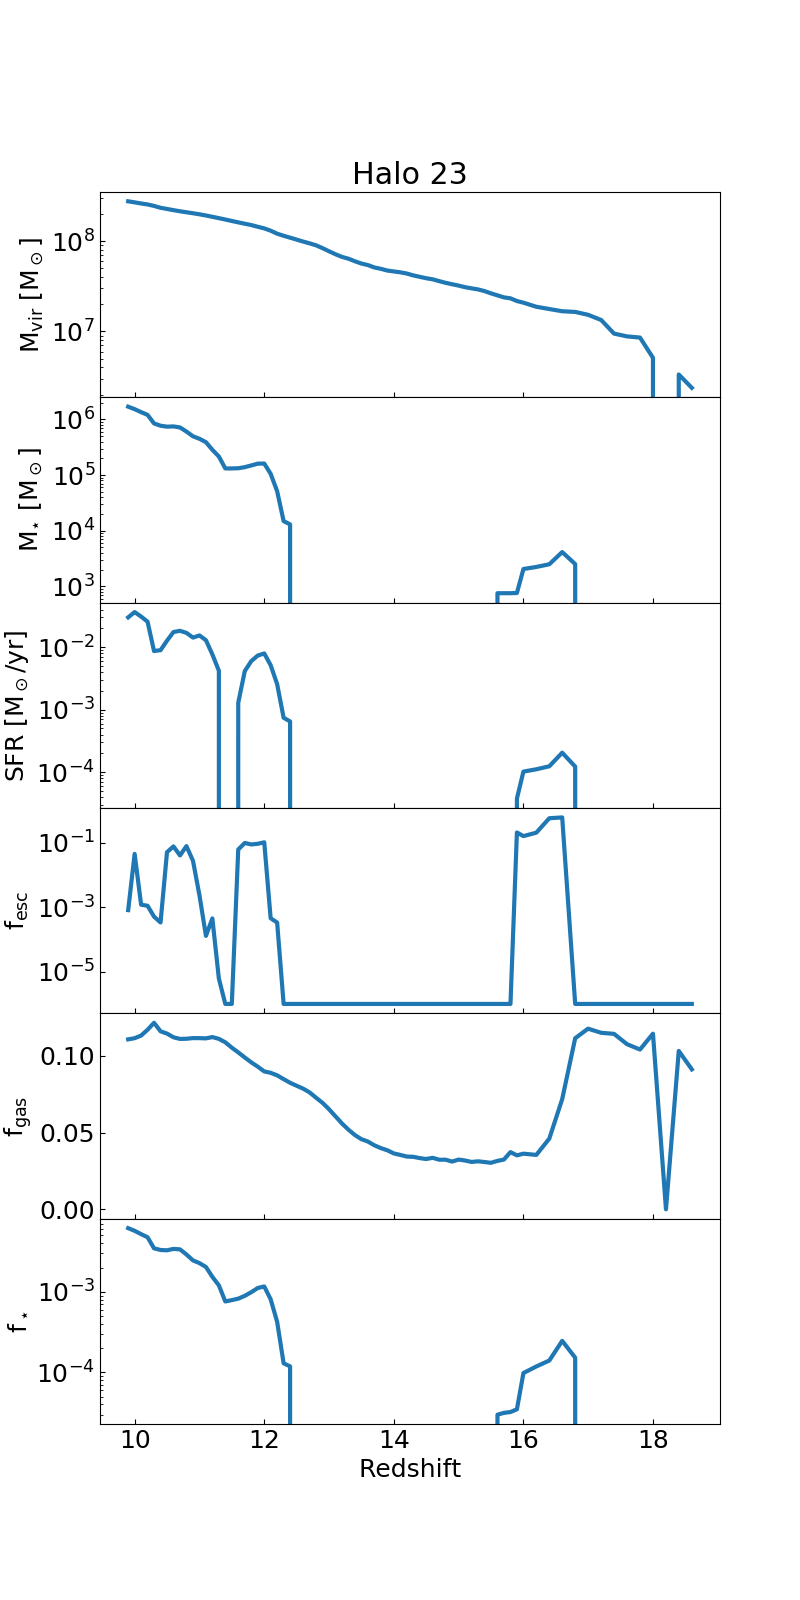 Halo 23
M_vir [M_⊙]
10^8
10^7
M_⋆ [M_⊙]
10^6
10^5
10^4
10^3
SFR [M_⊙/yr]
10^−2
10^−3
10^−4
f_esc
10^−1
10^−3
10^−5
f_gas
0.10
0.05
0.00
f_⋆
10^−3
10^−4
10 12 14 16 18
Redshift